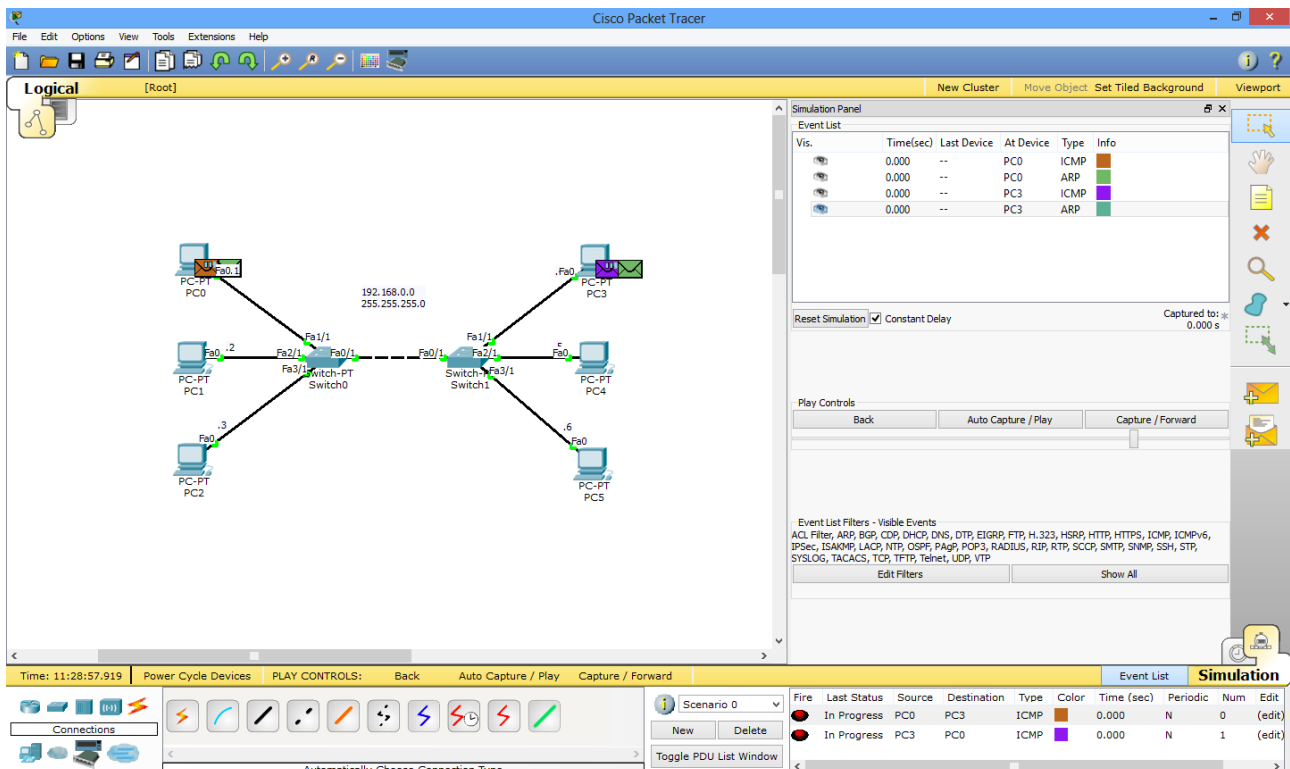 Cisco Packet Tracer
File Edit Options View Tools Extensions Help
Logical [Root] New Cluster Move Object Set Tiled Background Viewport
Simulation Panel
Event List
Vis. Time(sec) Last Device At Device Type Info
0.000 -- PC0 ICMP
0.000 -- PC0 ARP
0.000 -- PC3 ICMP
0.000 -- PC3 ARP
Reset Simulation Constant Delay Captured to: *
0.000 s
Play Controls
Back Auto Capture / Play Capture / Forward
Event List Filters - Visible Events
ACL Filter, ARP, BGP, CDP, DHCP, DNS, DTP, EIGRP, FTP, H.323, HSRP, HTTP, HTTPS, ICMP, ICMPv6,
IPSec, ISAKMP, LACP, NTP, OSPF, PAgP, POP3, RADIUS, RIP, RTP, SCCP, SMTP, SNMP, SSH, STP,
SYSLOG, TACACS, TCP, TFTP, Telnet, UDP, VTP
Edit Filters Show All
Fa0.1
PC-PT
PC0
192.168.0.0
255.255.255.0
.Fa0
PC-PT
PC3
Fa1/1
Fa0 .2 Fa2/1 Fa0/1
Fa3/1
Switch0
PC-PT
PC1
Fa1/1
Fa0/1 Fa2/1 Fa0
Fa3/1
Switch1
PC-PT
PC4
.3
Fa0
PC-PT
PC2
.6
Fa0
PC-PT
PC5
Time: 11:28:57.919 Power Cycle Devices PLAY CONTROLS: Back Auto Capture / Play Capture / Forward Event List Simulation
Connections
Automatically Choose Connection Type
Scenario 0
New Delete
Toggle PDU List Window
Fire Last Status Source Destination Type Color Time (sec) Periodic Num Edit
In Progress PC0 PC3 ICMP 0.000 N 0 (edit)
In Progress PC3 PC0 ICMP 0.000 N 1 (edit)